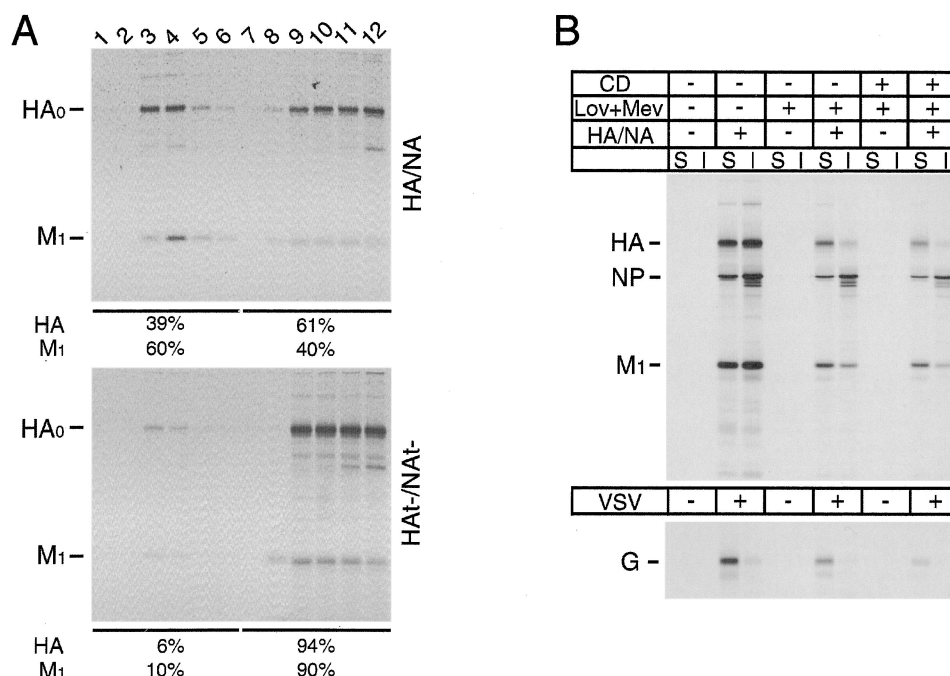 A
1 2 3 4 5 6 7 8 9 10 11 12
HA0
M1
HA/NA
HA 39% 61%
M1 60% 40%
HA0
M1
HAt-/NAt-
HA 6% 94%
M1 10% 90%
B
CD - - - - + +
Lov+Mev - - + + + +
HA/NA - + - + - +
S I S I S I S I S I S I
HA
NP
M1
VSV - + - + - +
G